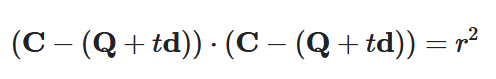 (C − (Q + td)) · (C − (Q + td)) = r²